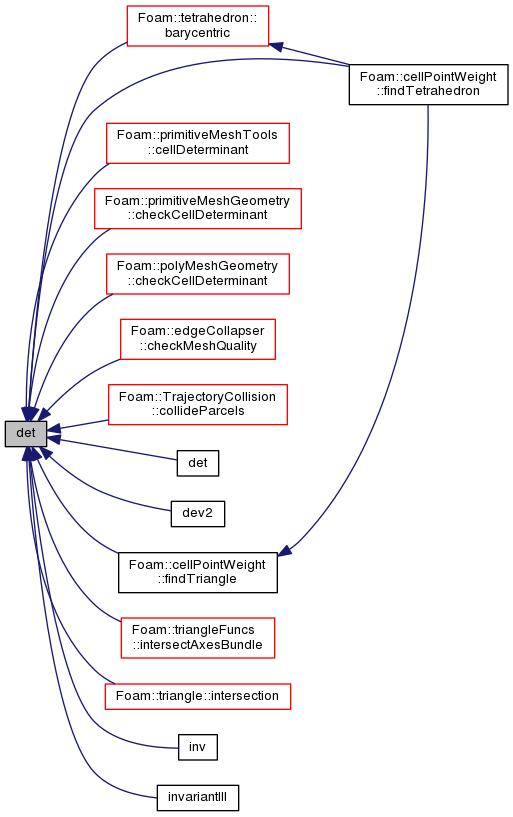 Foam::tetrahedron::
barycentric
Foam::cellPointWeight
::findTetrahedron
Foam::primitiveMeshTools
::cellDeterminant
Foam::primitiveMeshGeometry
::checkCellDeterminant
Foam::polyMeshGeometry
::checkCellDeterminant
Foam::edgeCollapser
::checkMeshQuality
Foam::TrajectoryCollision
::collideParcels
det
det
dev2
Foam::cellPointWeight
::findTriangle
Foam::triangleFuncs
::intersectAxesBundle
Foam::triangle::intersection
inv
invariantIII